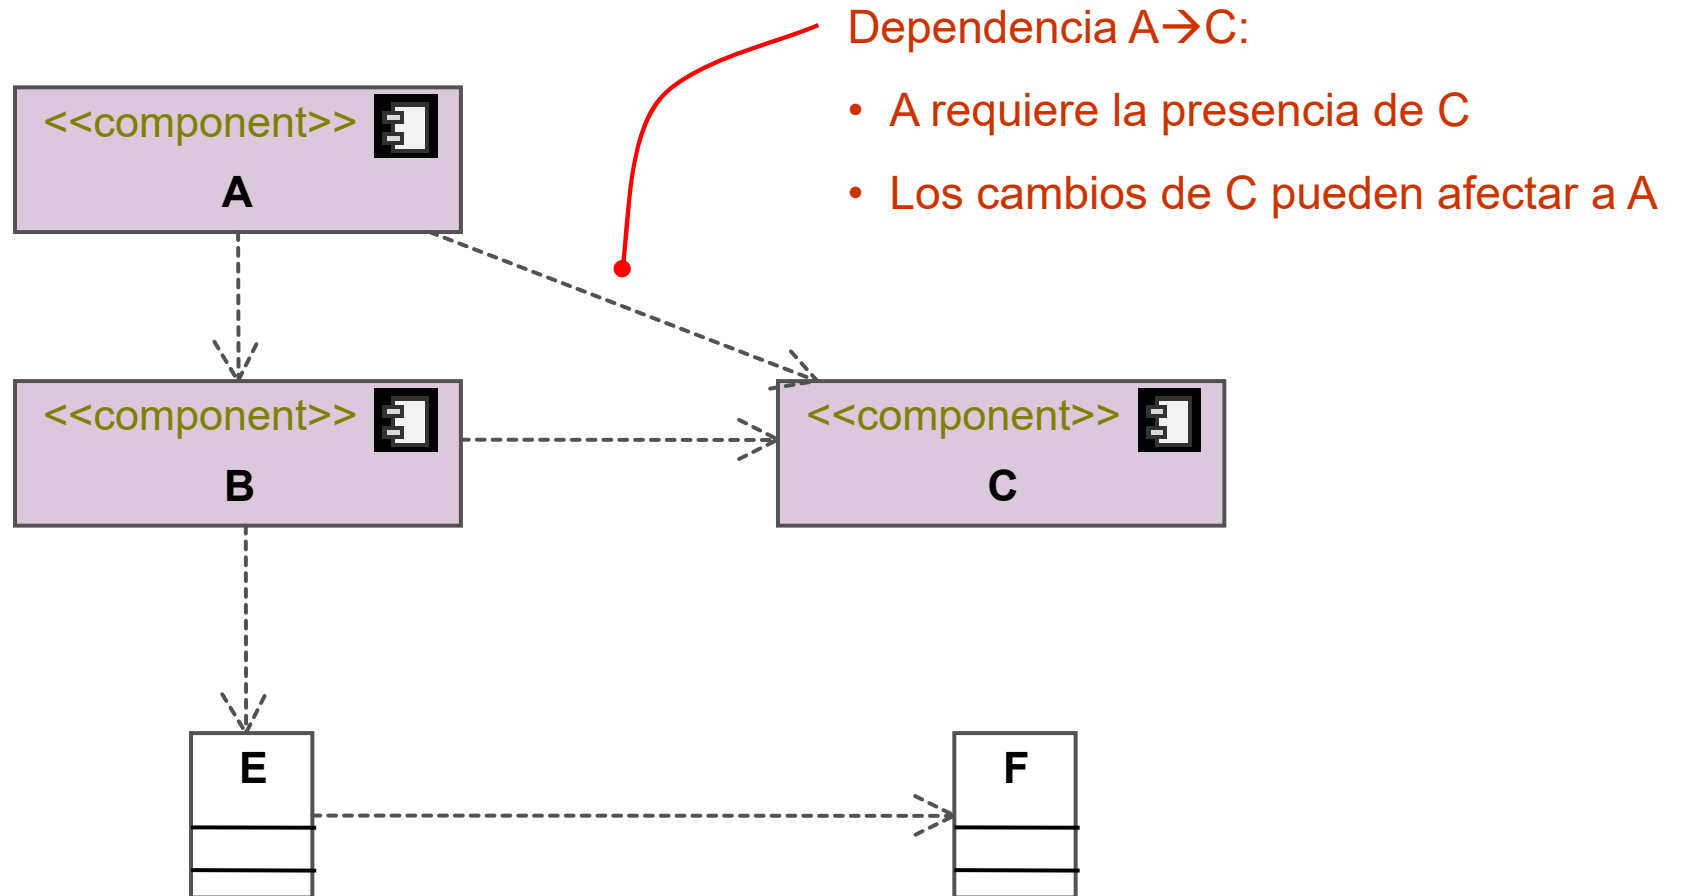 Dependencia A→C:
• A requiere la presencia de C
• Los cambios de C pueden afectar a A
<<component>>
A
<<component>>
B
<<component>>
C
E
F